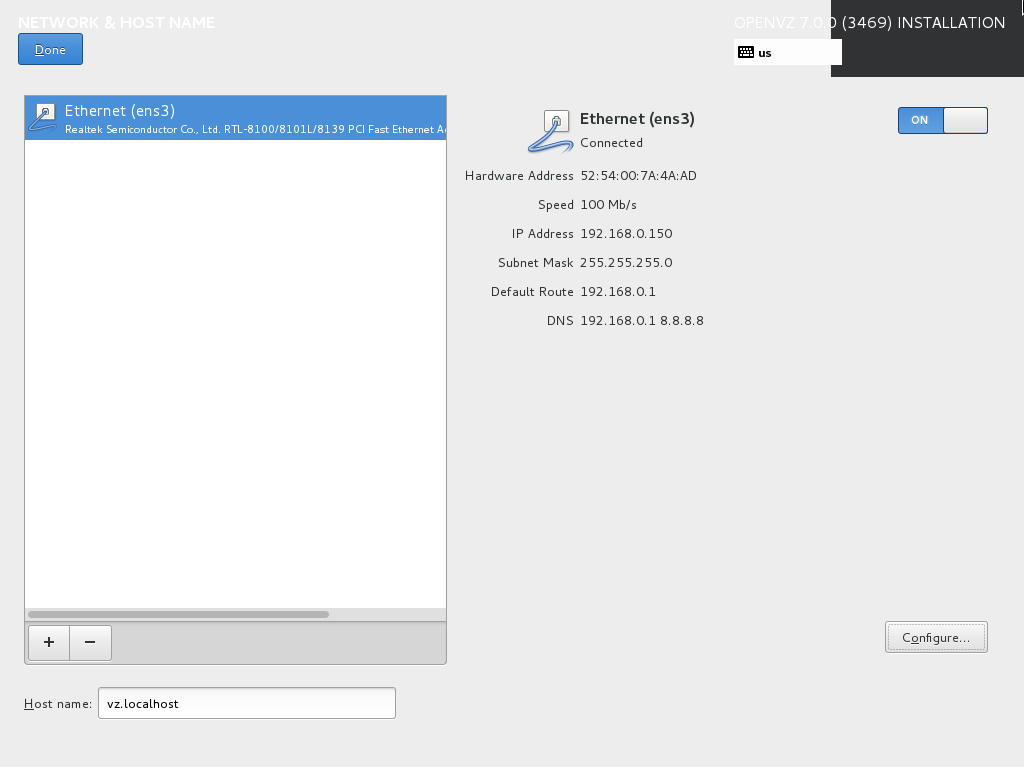 NETWORK & HOST NAME
OPENVZ 7.0.0 (3469) INSTALLATION
Done
us
Ethernet (ens3)
Realtek Semiconductor Co., Ltd. RTL-8100/8101L/8139 PCI Fast Ethernet
Ethernet (ens3)
Connected
ON
Hardware Address 52:54:00:7A:4A:AD
Speed 100 Mb/s
IP Address 192.168.0.150
Subnet Mask 255.255.255.0
Default Route 192.168.0.1
DNS 192.168.0.1 8.8.8.8
Configure...
Host name: vz.localhost